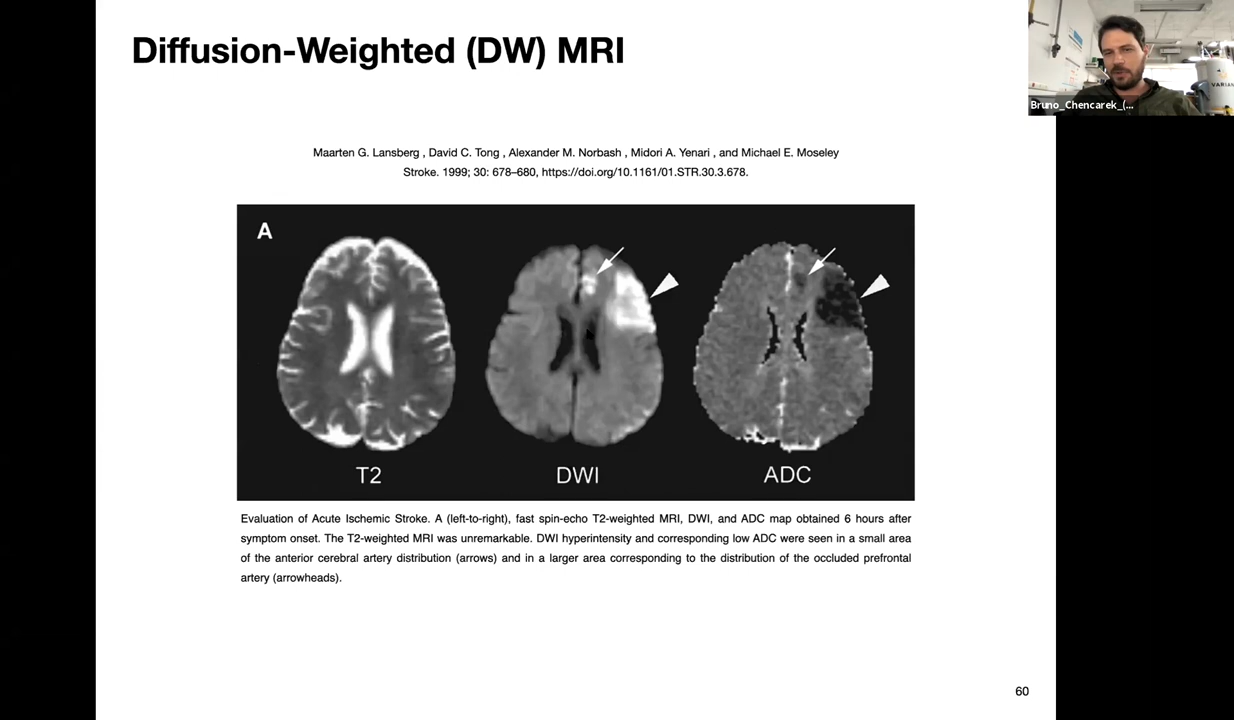 Diffusion-Weighted (DW) MRI
VARIAN
Bruno_Chencarek_(...
Maarten G. Lansberg , David C. Tong , Alexander M. Norbash , Midori A. Yenari , and Michael E. Moseley
Stroke. 1999; 30: 678–680, https://doi.org/10.1161/01.STR.30.3.678.
A
T2 DWI ADC
Evaluation of Acute Ischemic Stroke. A (left-to-right), fast spin-echo T2-weighted MRI, DWI, and ADC map obtained 6 hours after
symptom onset. The T2-weighted MRI was unremarkable. DWI hyperintensity and corresponding low ADC were seen in a small area
of the anterior cerebral artery distribution (arrows) and in a larger area corresponding to the distribution of the occluded prefrontal
artery (arrowheads).
60